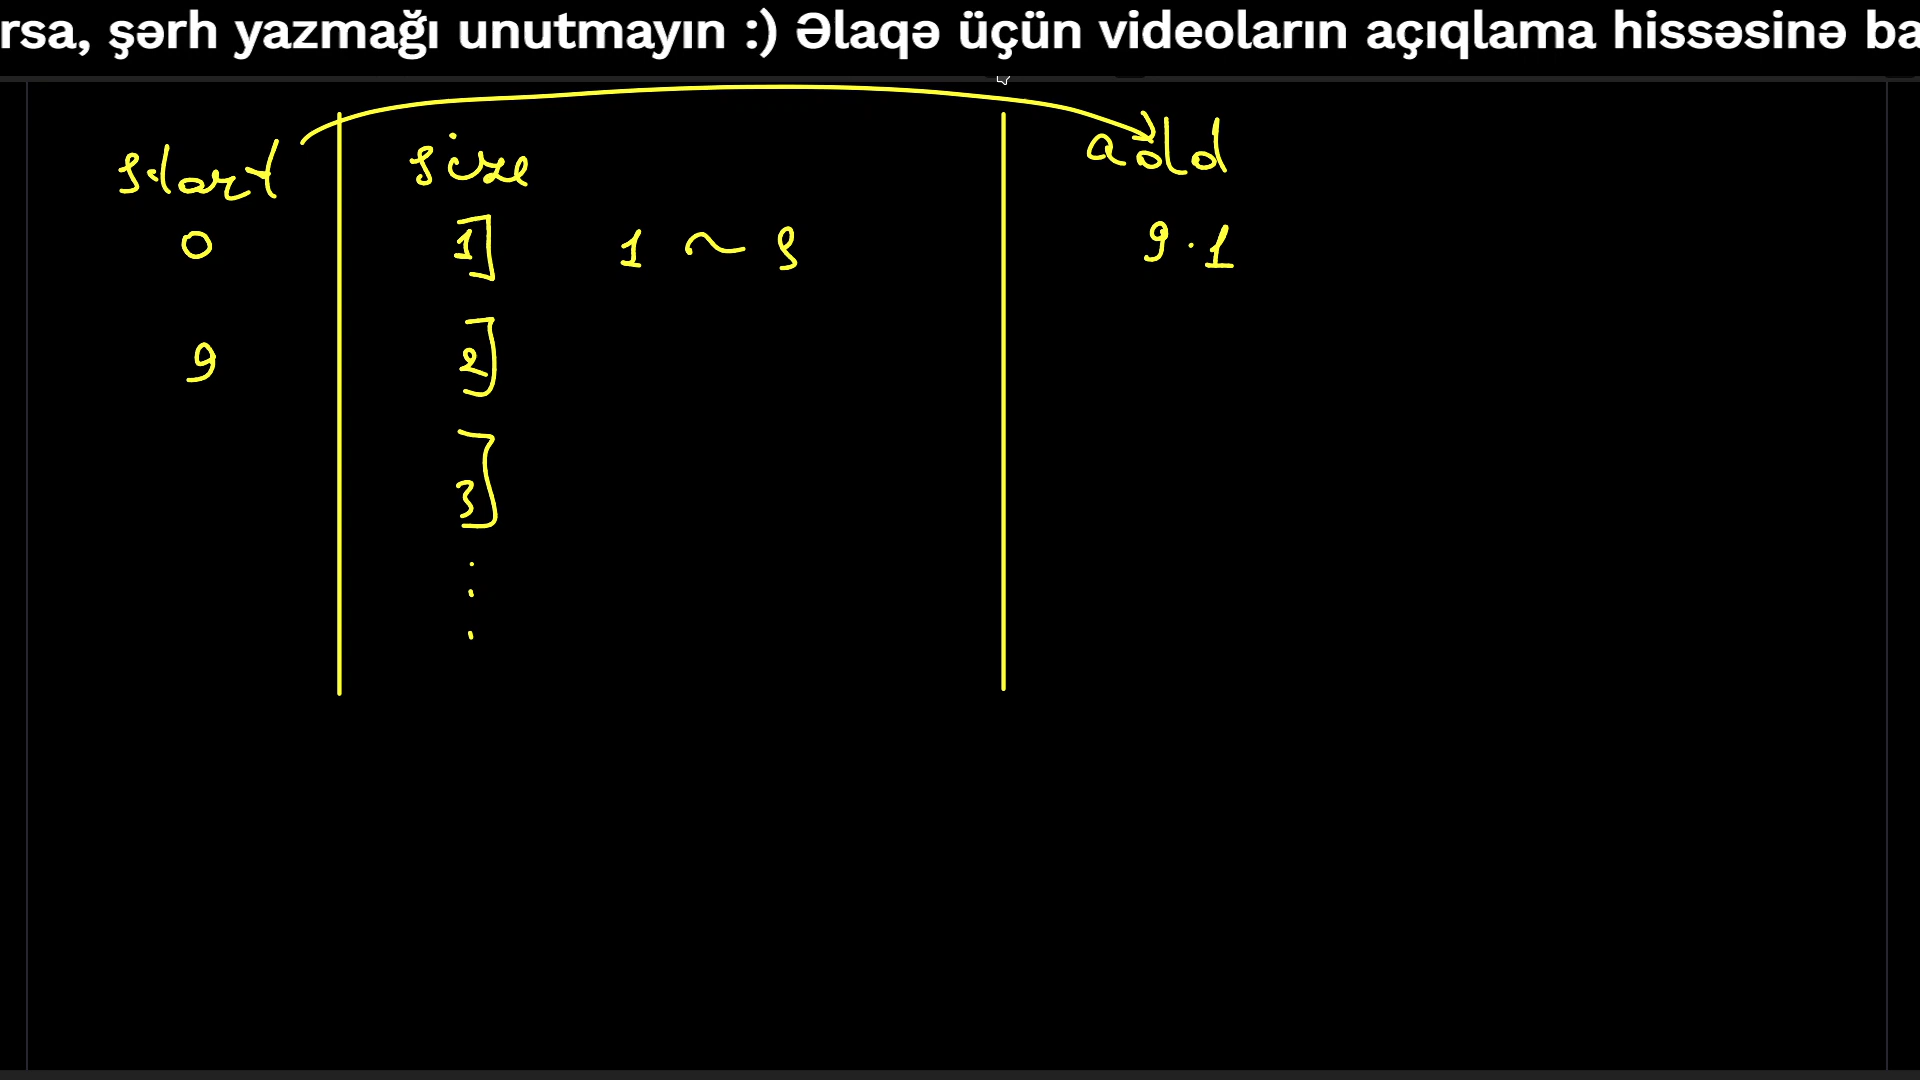 rsa, şərh yazmağı unutmayın :) Əlaqə üçün videoların açıqlama hissəsinə ba
start size add
0 1] 1 ~ 9 9 · 1
9 2]
3]